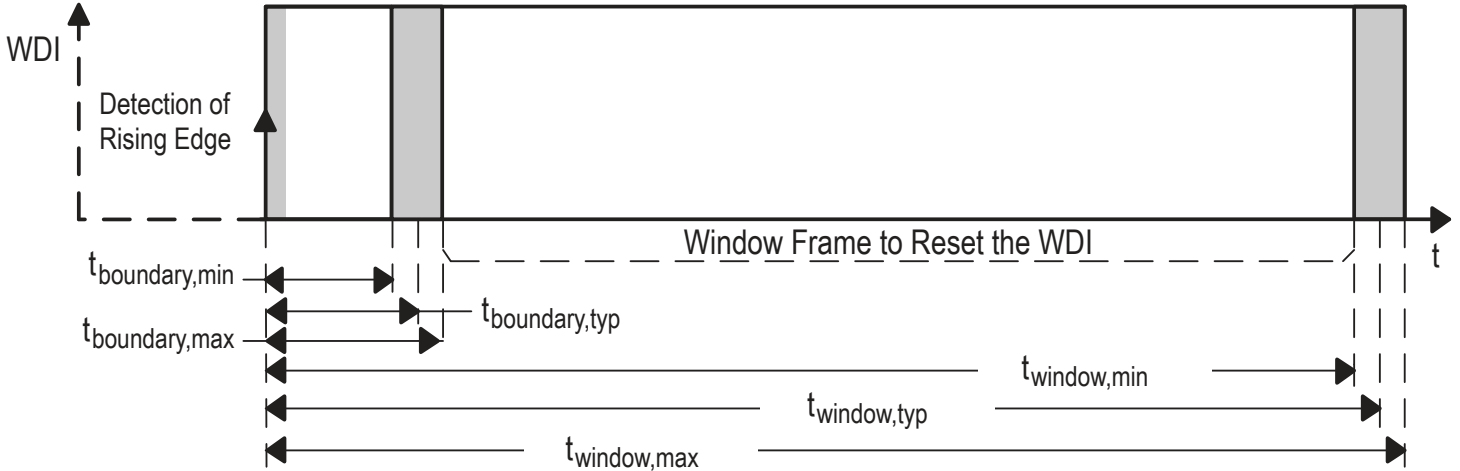 WDI
Detection of
Rising Edge
Window Frame to Reset the WDI
t
tboundary,min
tboundary,typ
tboundary,max
twindow,min
twindow,typ
twindow,max